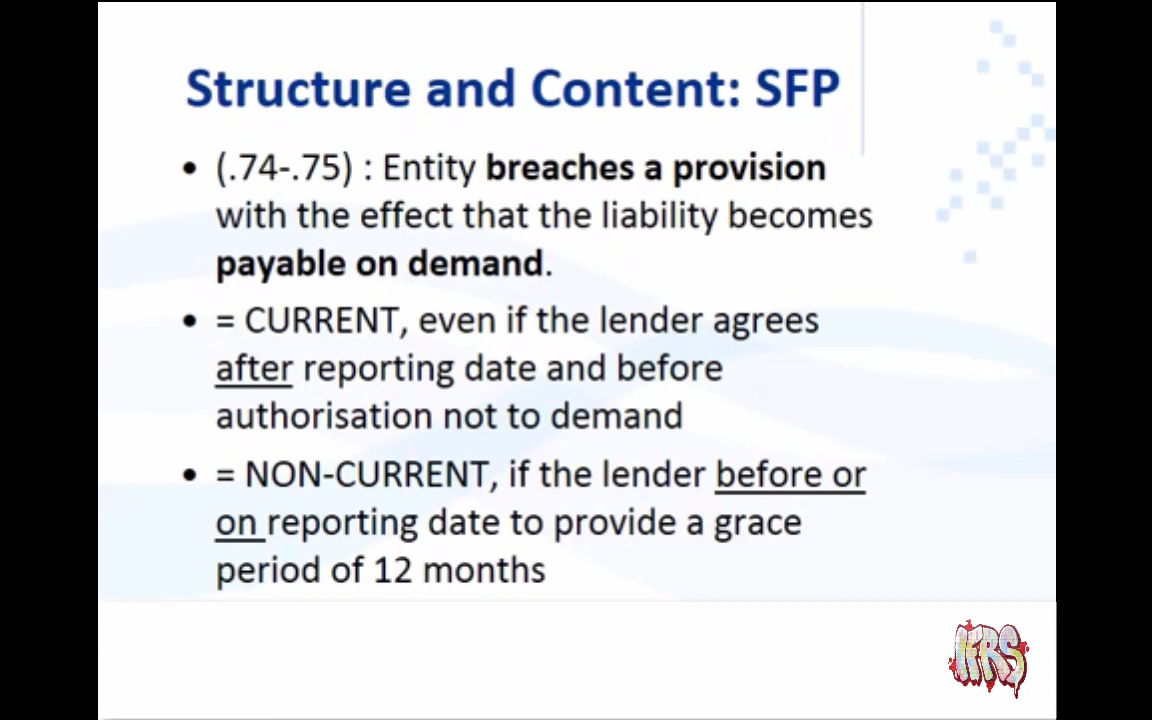 Structure and Content: SFP
• (.74-.75) : Entity breaches a provision
with the effect that the liability becomes
payable on demand.
• = CURRENT, even if the lender agrees
after reporting date and before
authorisation not to demand
• = NON-CURRENT, if the lender before or
on reporting date to provide a grace
period of 12 months
IFRS